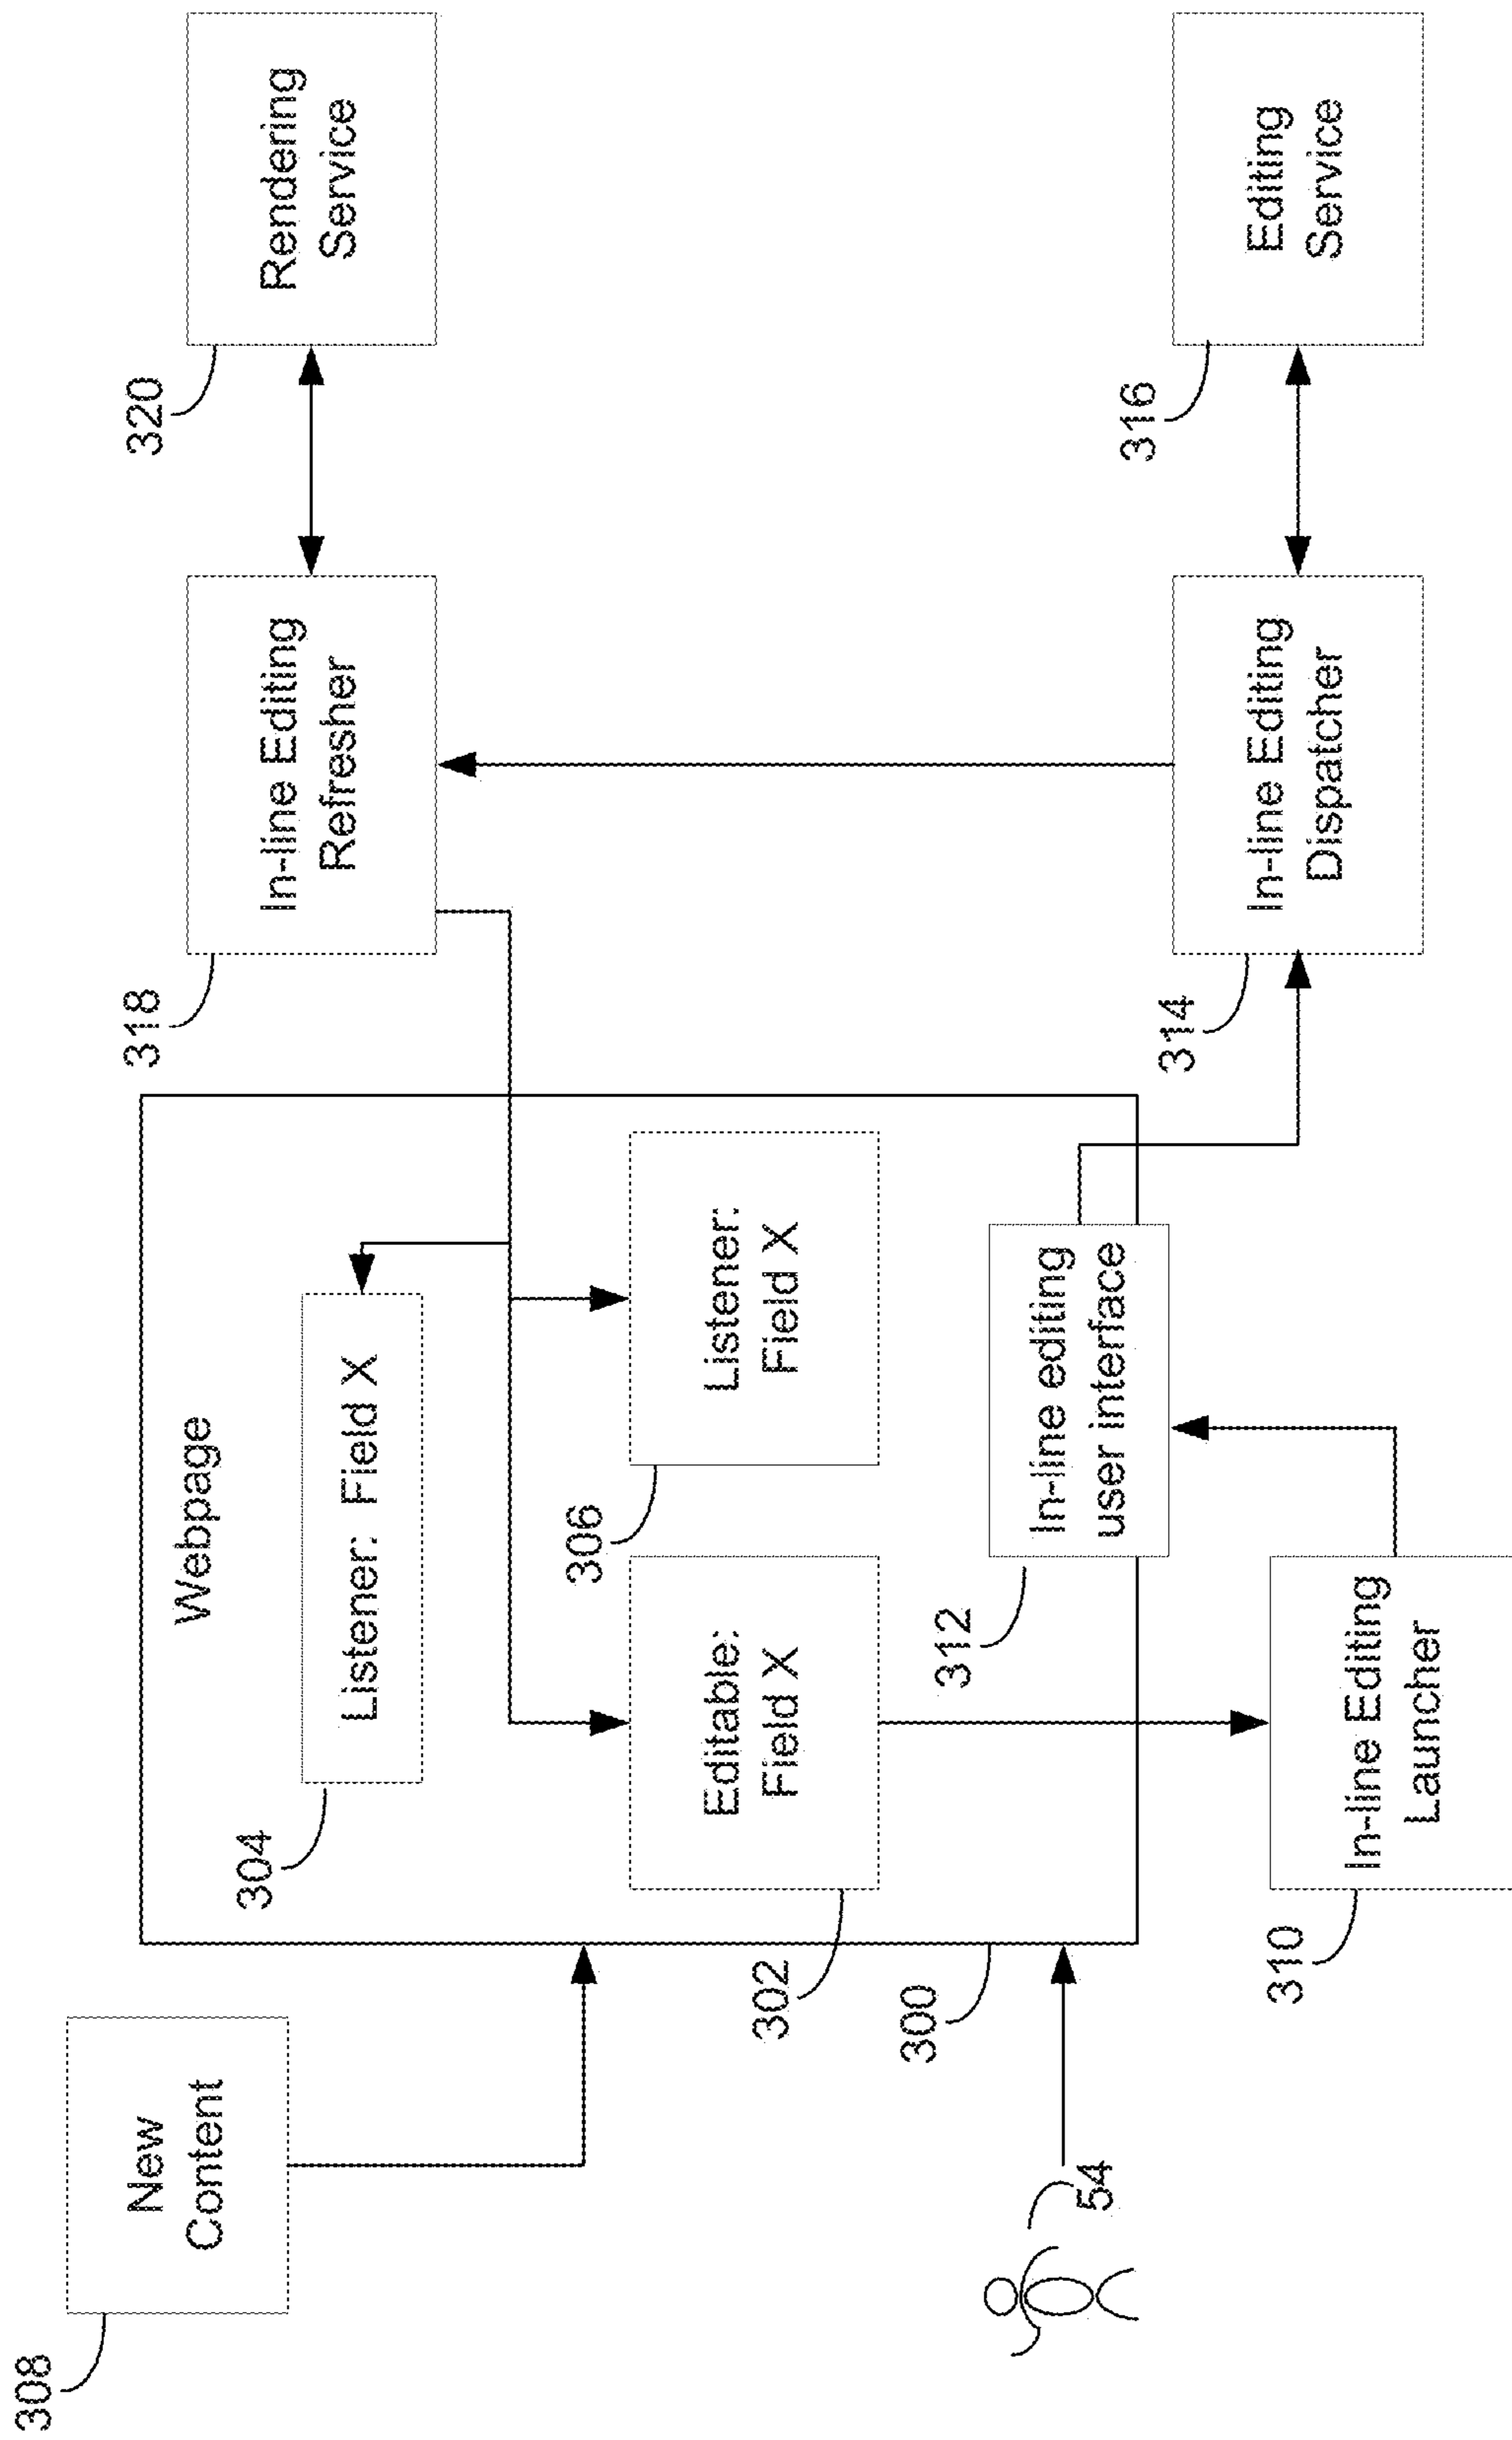 308
New
Content
54
Webpage
300
304
Listener: Field X
302
Editable:
Field X
306
Listener:
Field X
312
In-line editing
user interface
310
In-line Editing
Launcher
318
In-line Editing
Refresher
320
Rendering
Service
314
In-line Editing
Dispatcher
316
Editing
Service